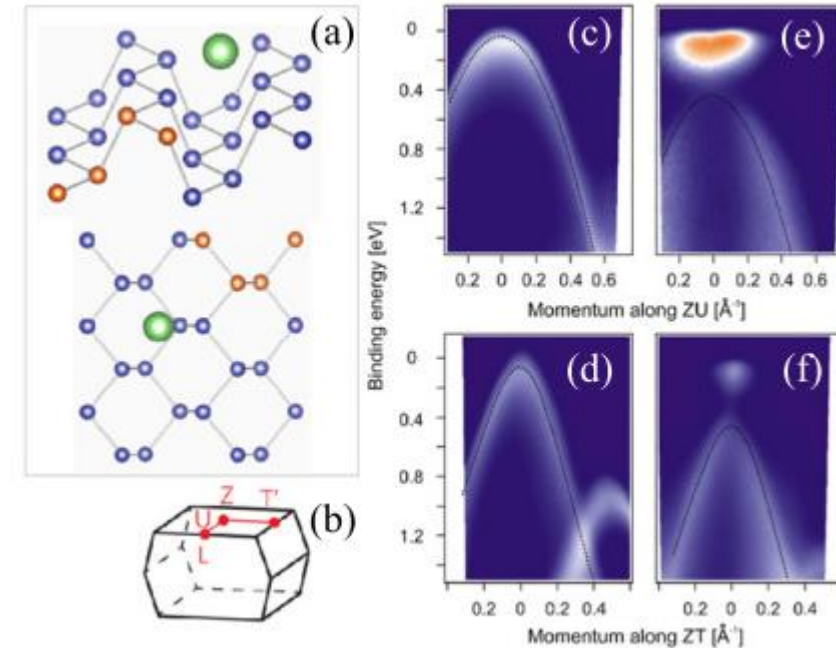 (a)
Z
T'
U
L
(b)
Binding energy [eV]
(c)
0
0.4
0.8
1.2
0.2 0 0.2 0.4 0.6
(e)
0.2 0 0.2 0.4 0.6
Momentum along ZU [Å⁻¹]
(d)
0
0.4
0.8
1.2
0.2 0 0.2 0.4
(f)
0.2 0 0.2 0.4
Momentum along ZT [Å⁻¹]